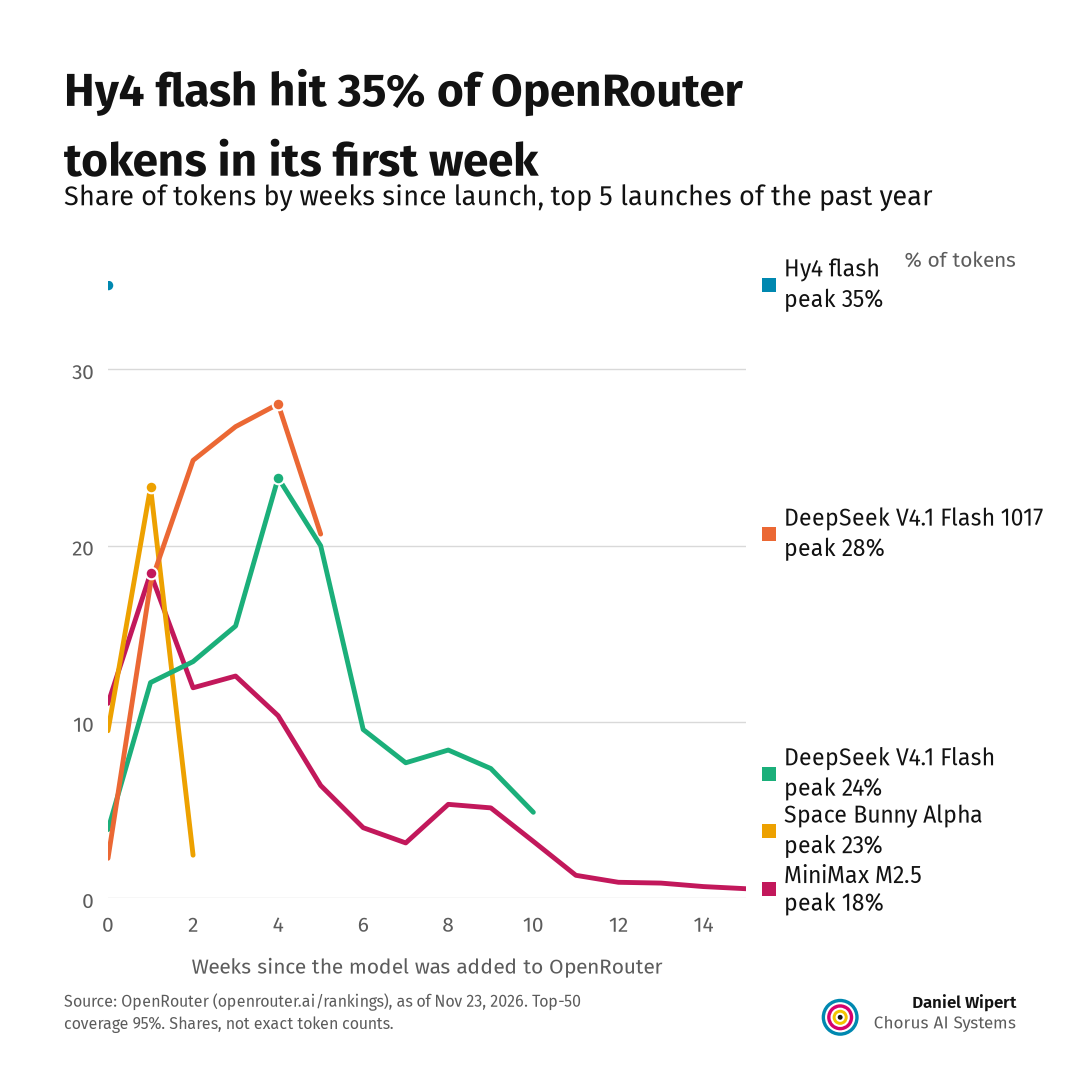 Hy4 flash hit 35% of OpenRouter
tokens in its first week
Share of tokens by weeks since launch, top 5 launches of the past year
% of tokens
Hy4 flash
peak 35%
30
DeepSeek V4.1 Flash 1017
peak 28%
20
10
DeepSeek V4.1 Flash
peak 24%
Space Bunny Alpha
peak 23%
MiniMax M2.5
peak 18%
0
0 2 4 6 8 10 12 14
Weeks since the model was added to OpenRouter
Source: OpenRouter (openrouter.ai/rankings), as of Nov 23, 2026. Top-50
coverage 95%. Shares, not exact token counts.
Daniel Wipert
Chorus AI Systems